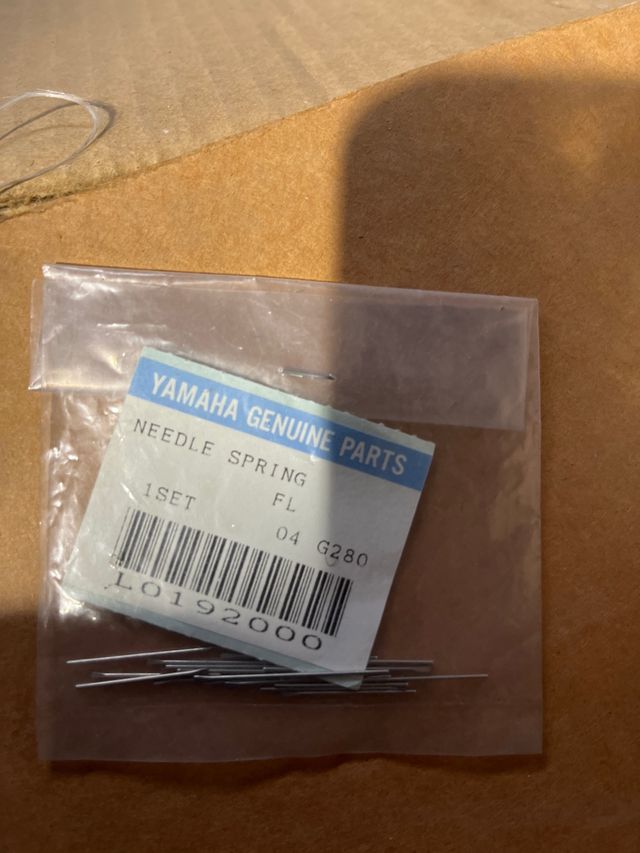 YAMAHA GENUINE PARTS
NEEDLE SPRING
1SET FL
04 G280
L0192000